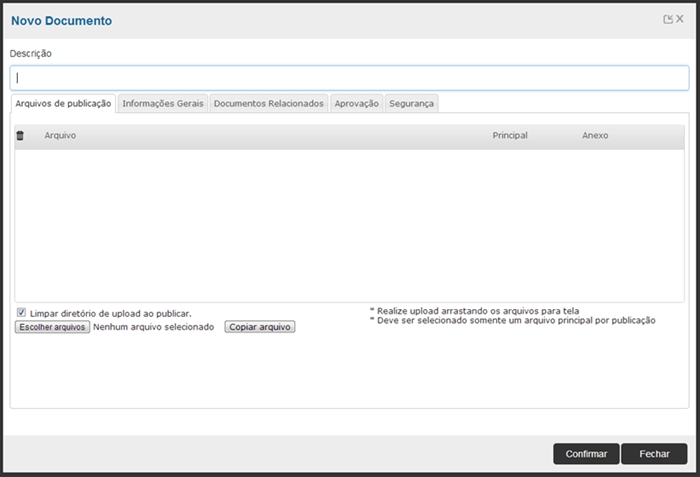 Novo Documento
Descrição
Arquivos de publicação Informações Gerais Documentos Relacionados Aprovação Segurança
Arquivo Principal Anexo
Limpar diretório de upload ao publicar.
Escolher arquivos Nenhum arquivo selecionado Copiar arquivo
* Realize upload arrastando os arquivos para tela
* Deve ser selecionado somente um arquivo principal por publicação
Confirmar Fechar